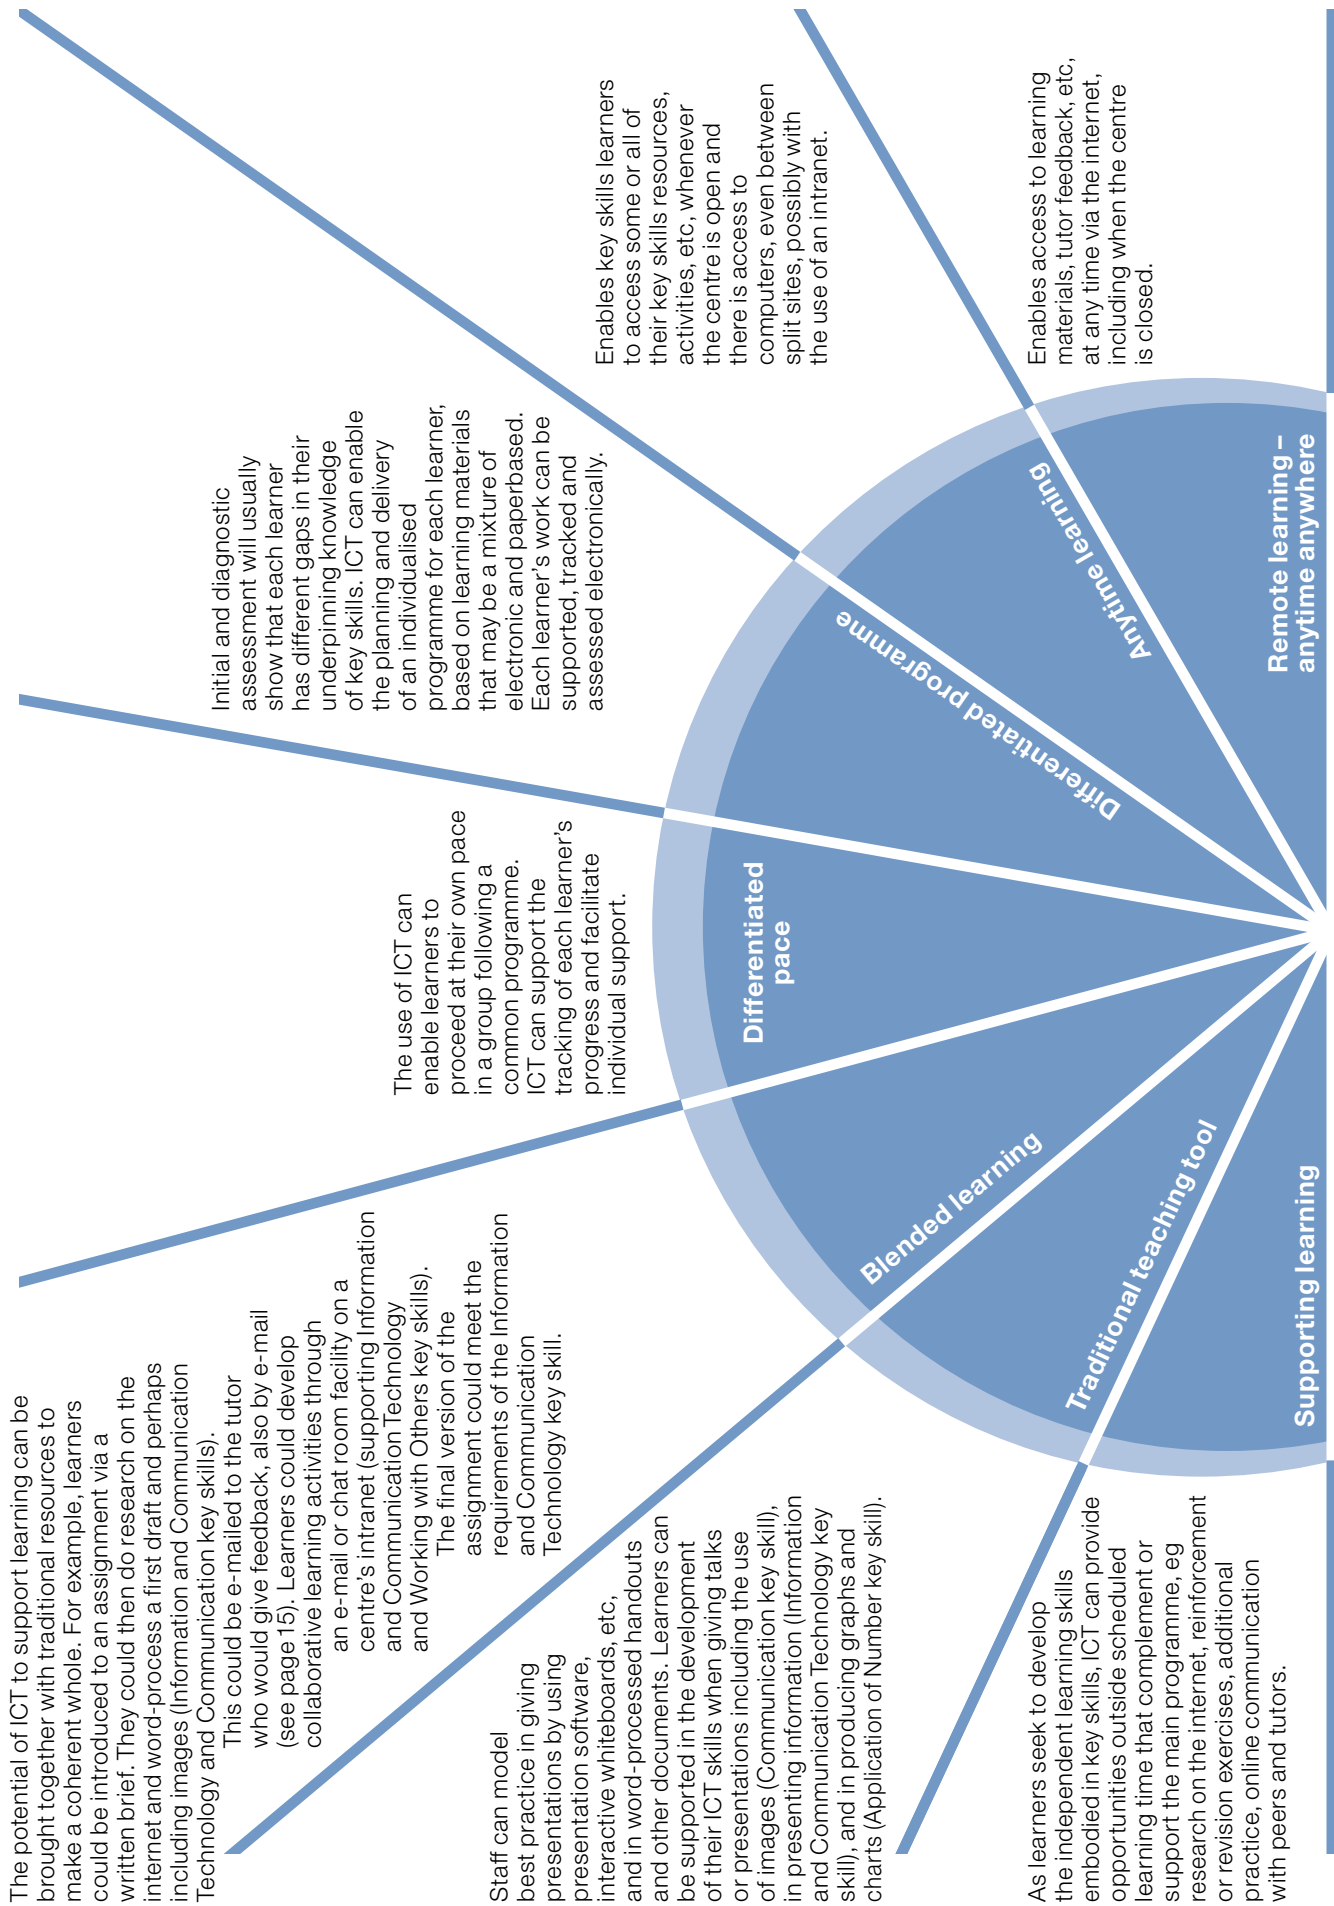 The potential of ICT to support learning can be
brought together with traditional resources to
make a coherent whole. For example, learners
could be introduced to an assignment via a
written brief. They could then do research on the
internet and word-process a first draft and perhaps
including images (Information and Communication
Technology and Communication key skills).
This could be e-mailed to the tutor
who would give feedback, also by e-mail
(see page 15). Learners could develop
collaborative learning activities through
an e-mail or chat room facility on a
centre’s intranet (supporting Information
and Communication Technology
and Working with Others key skills).
The final version of the
assignment could meet the
requirements of the Information
and Communication
Technology key skill.
The use of ICT can
enable learners to
proceed at their own pace
in a group following a
common programme.
ICT can support the
tracking of each learner’s
progress and facilitate
individual support.
Initial and diagnostic
assessment will usually
show that each learner
has different gaps in their
underpinning knowledge
of key skills. ICT can enable
the planning and delivery
of an individualised
programme for each learner,
based on learning materials
that may be a mixture of
electronic and paperbased.
Each learner’s work can be
supported, tracked and
assessed electronically.
Staff can model
best practice in giving
presentations by using
presentation software,
interactive whiteboards, etc,
and in word-processed handouts
and other documents. Learners can
be supported in the development
of their ICT skills when giving talks
or presentations including the use
of images (Communication key skill),
in presenting information (Information
and Communication Technology key
skill), and in producing graphs and
charts (Application of Number key skill).
Enables key skills learners
to access some or all of
their key skills resources,
activities, etc, whenever
the centre is open and
there is access to
computers, even between
split sites, possibly with
the use of an intranet.
As learners seek to develop
the independent learning skills
embodied in key skills, ICT can provide
opportunities outside scheduled
learning time that complement or
support the main programme, eg
research on the internet, reinforcement
or revision exercises, additional
practice, online communication
with peers and tutors.
Enables access to learning
materials, tutor feedback, etc,
at any time via the internet,
including when the centre
is closed.
Supporting learning
Traditional teaching tool
Blended learning
Differentiated
pace
Differentiated programme
Anytime learning
Remote learning –
anytime anywhere